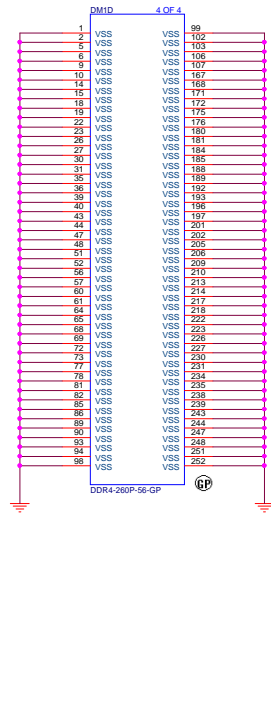 DM1D 4 OF 4
1 VSS VSS 99
2 VSS VSS 102
5 VSS VSS 103
6 VSS VSS 106
9 VSS VSS 107
10 VSS VSS 167
14 VSS VSS 168
15 VSS VSS 171
18 VSS VSS 172
19 VSS VSS 175
22 VSS VSS 176
23 VSS VSS 180
26 VSS VSS 181
27 VSS VSS 184
30 VSS VSS 185
31 VSS VSS 188
35 VSS VSS 189
36 VSS VSS 192
39 VSS VSS 193
40 VSS VSS 196
43 VSS VSS 197
44 VSS VSS 201
47 VSS VSS 202
48 VSS VSS 205
51 VSS VSS 206
52 VSS VSS 209
56 VSS VSS 210
57 VSS VSS 213
60 VSS VSS 214
61 VSS VSS 217
64 VSS VSS 218
65 VSS VSS 222
68 VSS VSS 223
69 VSS VSS 226
72 VSS VSS 227
73 VSS VSS 230
77 VSS VSS 231
78 VSS VSS 234
81 VSS VSS 235
82 VSS VSS 238
85 VSS VSS 239
86 VSS VSS 243
89 VSS VSS 244
90 VSS VSS 247
93 VSS VSS 248
94 VSS VSS 251
98 VSS VSS 252
DDR4-260P-56-GP
GP